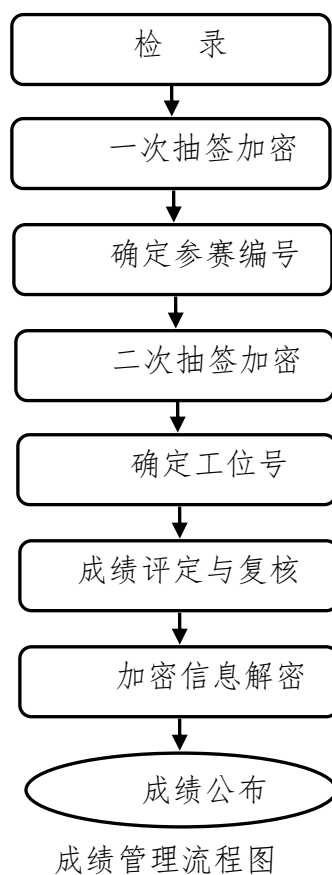 检 录
一次抽签加密
确定参赛编号
二次抽签加密
确定工位号
成绩评定与复核
加密信息解密
成绩公布
成绩管理流程图